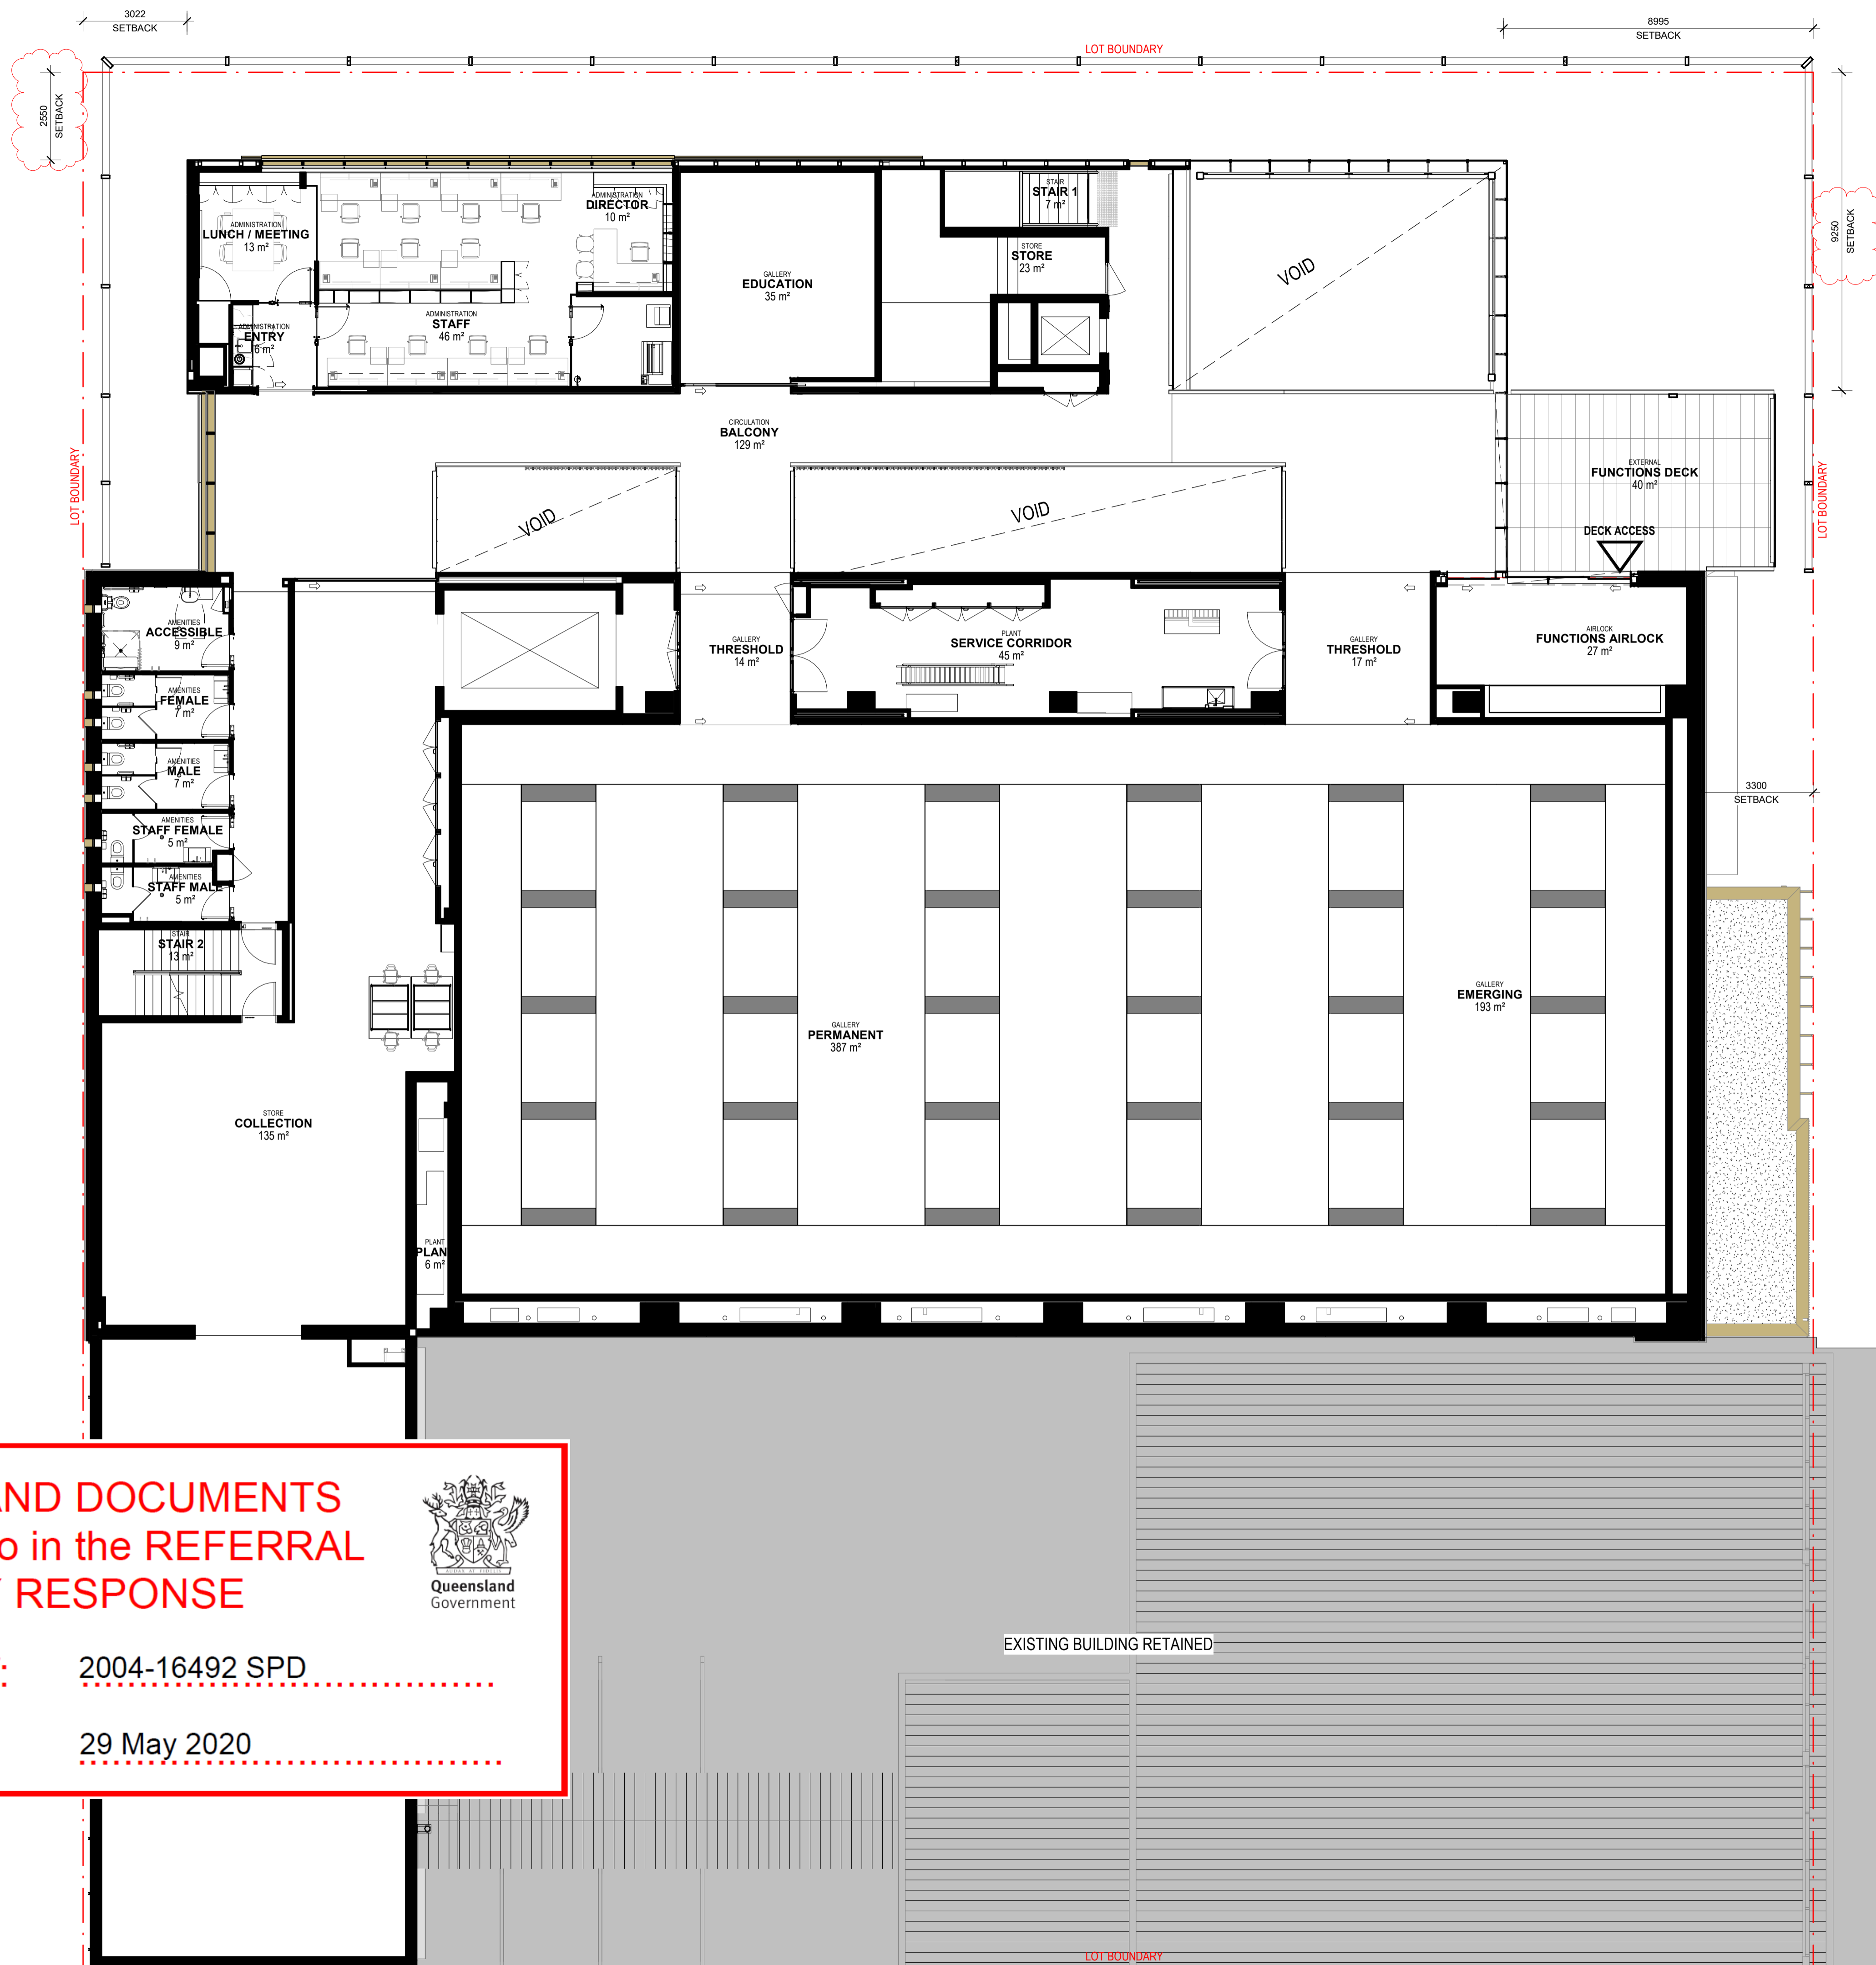 3022
SETBACK
8995
SETBACK
LOT BOUNDARY
2550
SETBACK
9250
SETBACK
ADMINISTRATION
LUNCH / MEETING
13 m²
ADMINISTRATION
DIRECTOR
10 m²
STAIR
STAIR 1
7 m²
STORE
STORE
23 m²
GALLERY
EDUCATION
35 m²
VOID
ADMINISTRATION
ENTRY
6 m²
ADMINISTRATION
STAFF
46 m²
CIRCULATION
BALCONY
129 m²
LOT BOUNDARY
VOID
VOID
EXTERNAL
FUNCTIONS DECK
40 m²
DECK ACCESS
LOT BOUNDARY
AMENITIES
ACCESSIBLE
9 m²
GALLERY
THRESHOLD
14 m²
PLANT
SERVICE CORRIDOR
45 m²
GALLERY
THRESHOLD
17 m²
AIRLOCK
FUNCTIONS AIRLOCK
27 m²
AMENITIES
FEMALE
7 m²
AMENITIES
MALE
7 m²
3300
SETBACK
AMENITIES
STAFF FEMALE
5 m²
AMENITIES
STAFF MALE
5 m²
STAIR
STAIR 2
13 m²
GALLERY
PERMANENT
387 m²
GALLERY
EMERGING
193 m²
STORE
COLLECTION
135 m²
PLANT
PLAN
6 m²
AND DOCUMENTS
o in the REFERRAL
Y RESPONSE
AUDAX AT FIDELIS
Queensland
Government
: 2004-16492 SPD
29 May 2020
EXISTING BUILDING RETAINED
LOT BOUNDARY